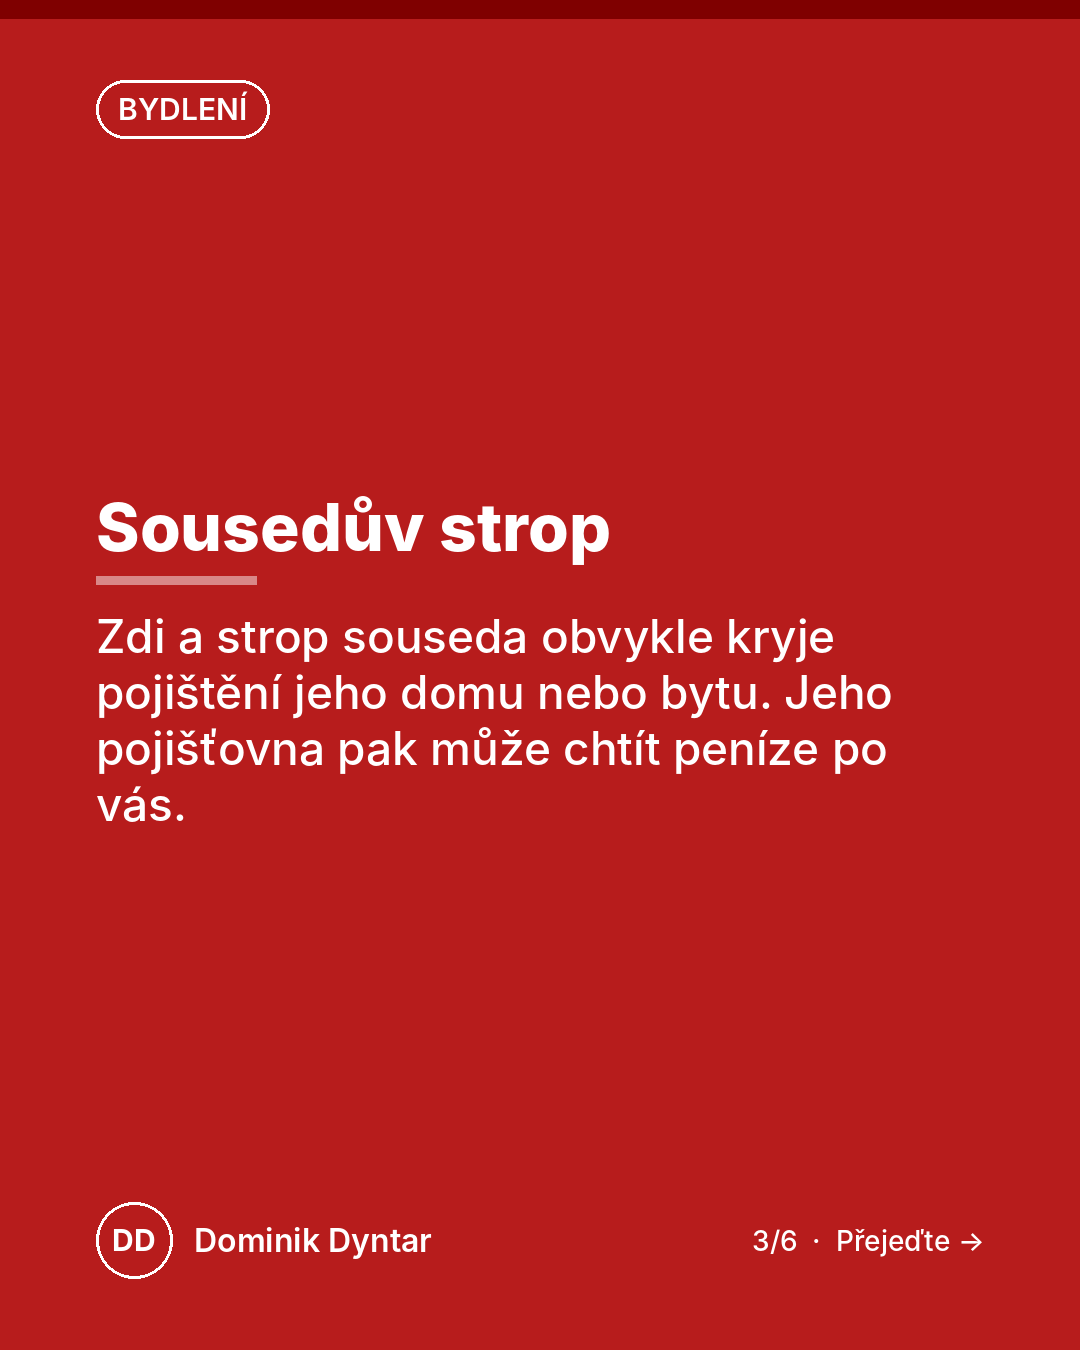 BYDLENÍ
Sousedův strop
Zdi a strop souseda obvykle kryje
pojištění jeho domu nebo bytu. Jeho
pojišťovna pak může chtít peníze po
vás.
DD Dominik Dyntar
3/6 · Přejeďte →